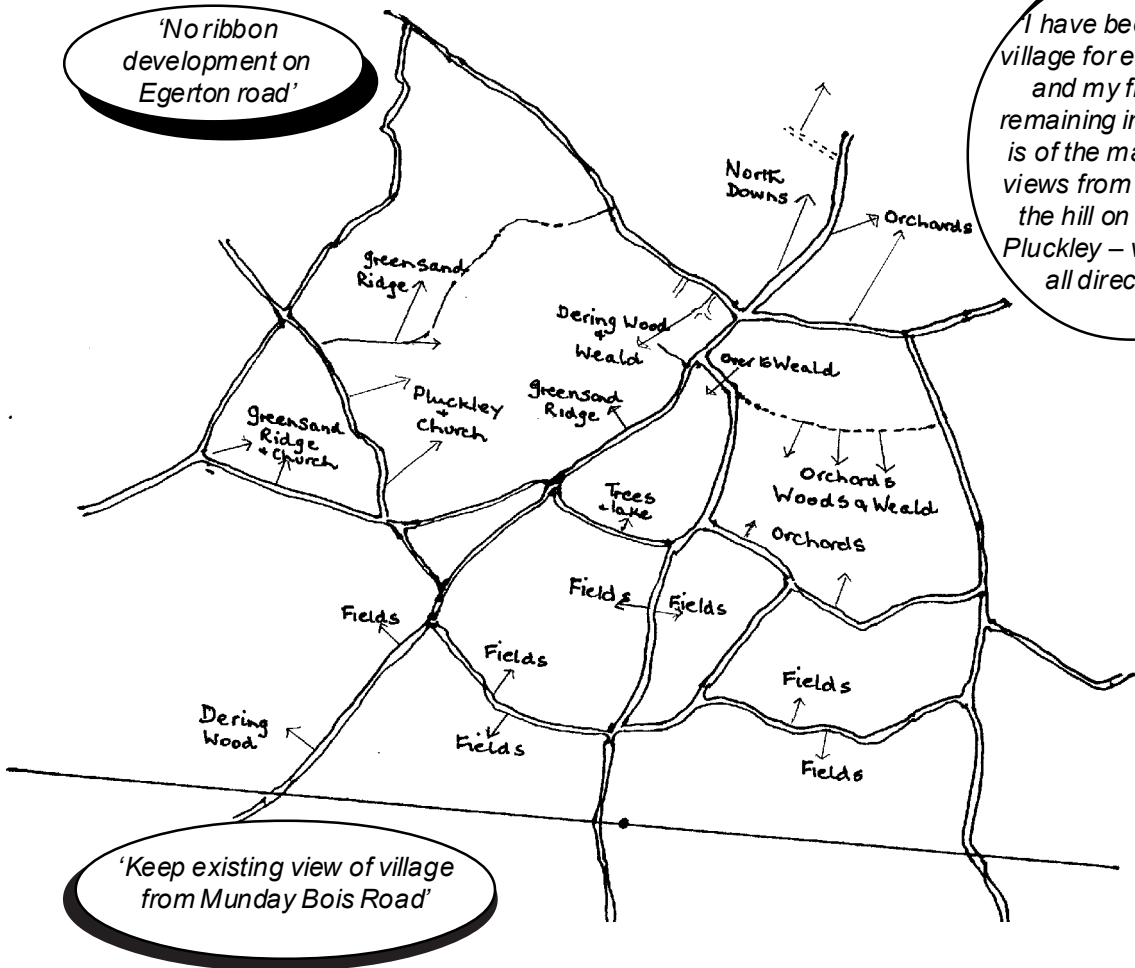 ‘No ribbon
development on
Egerton road’
‘I have be
village for e
and my fi
remaining in
is of the ma
views from
the hill on
Pluckley – v
all direc
North
Downs
Orchards
Greensand
Ridge
Dering Wood
+
Weald
over to Weald
Greensand
Ridge
Pluckley
+
Church
Greensand
Ridge
+ Church
Orchards
Woods & Weald
Trees
+ lake
Orchards
Fields
Fields
Fields
Fields
Fields
Fields
Fields
Dering
Wood
‘Keep existing view of village
from Munday Bois Road’